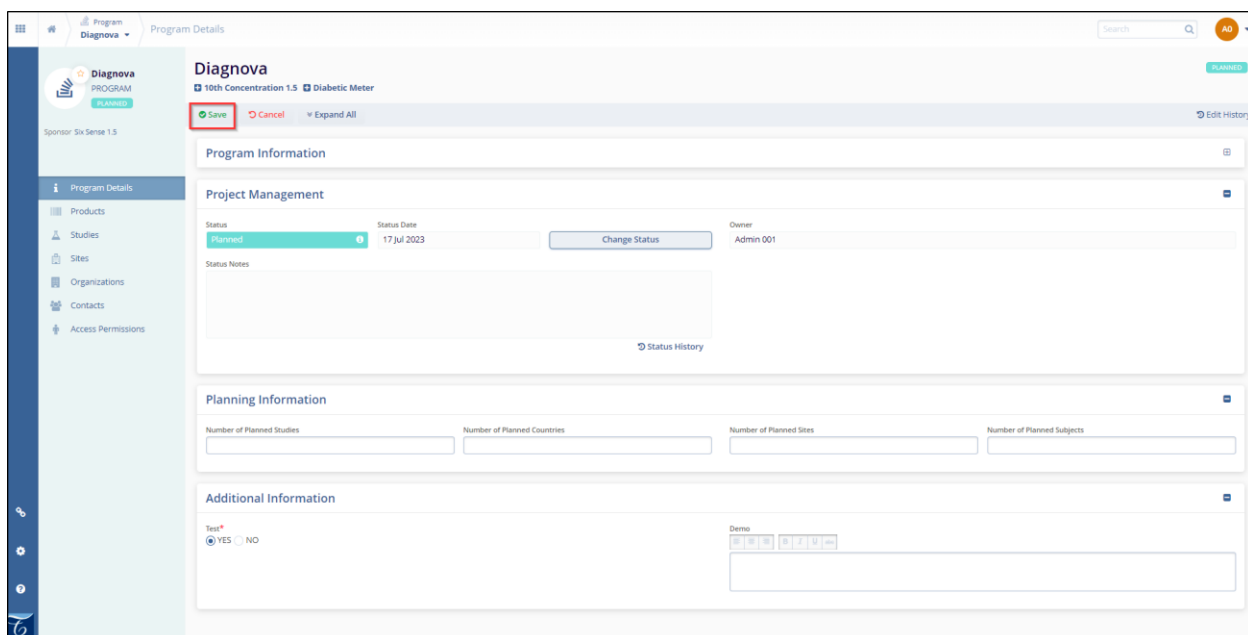 Program
Diagnova
Program Details
Search
AO
Diagnova
PROGRAM
PLANNED
Sponsor Six Sense 1.5
Program Details
Products
Studies
Sites
Organizations
Contacts
Access Permissions
Diagnova
PLANNED
10th Concentration 1.5 Diabetic Meter
Save Cancel Expand All Edit History
Program Information
Project Management
Status Status Date Owner
Planned 17 Jul 2023 Change Status Admin 001
Status Notes
Status History
Planning Information
Number of Planned Studies Number of Planned Countries Number of Planned Sites Number of Planned Subjects
Additional Information
Test* Demo
YES NO
B I U abc